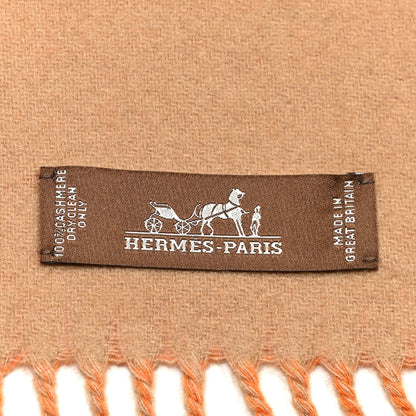 100% CASHMERE
DRY CLEAN
ONLY
HERMES-PARIS
MADE IN
GREAT BRITAIN